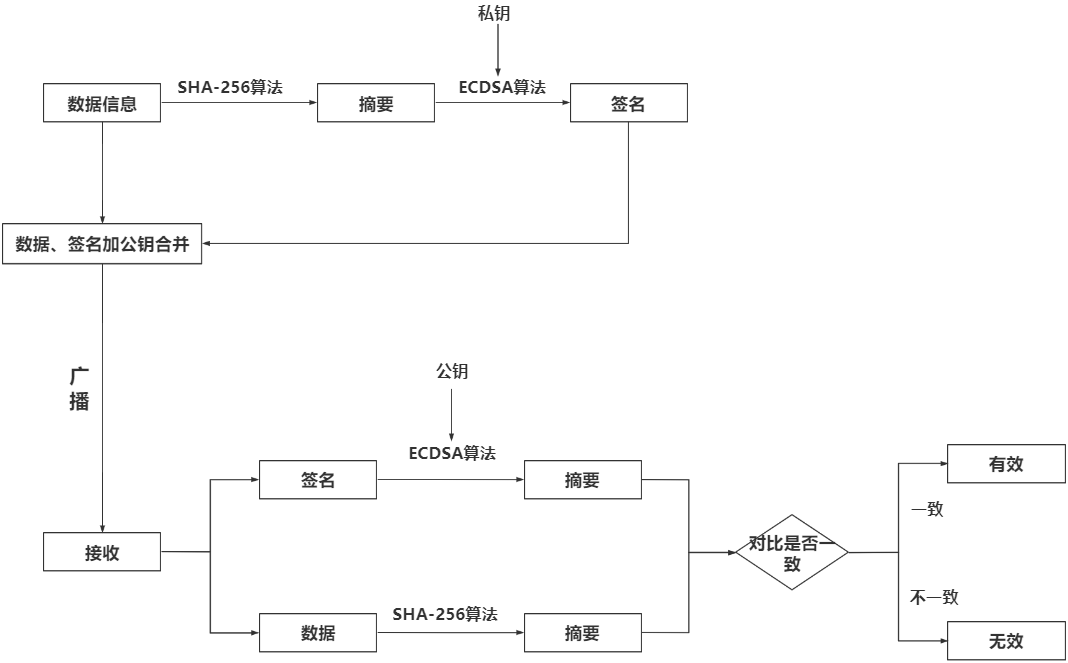 私钥
SHA-256算法
ECDSA算法
数据信息
摘要
签名
数据、签名加公钥合并
广
播
公钥
ECDSA算法
签名
摘要
有效
一致
接收
对比是否一
致
不一致
SHA-256算法
数据
摘要
无效